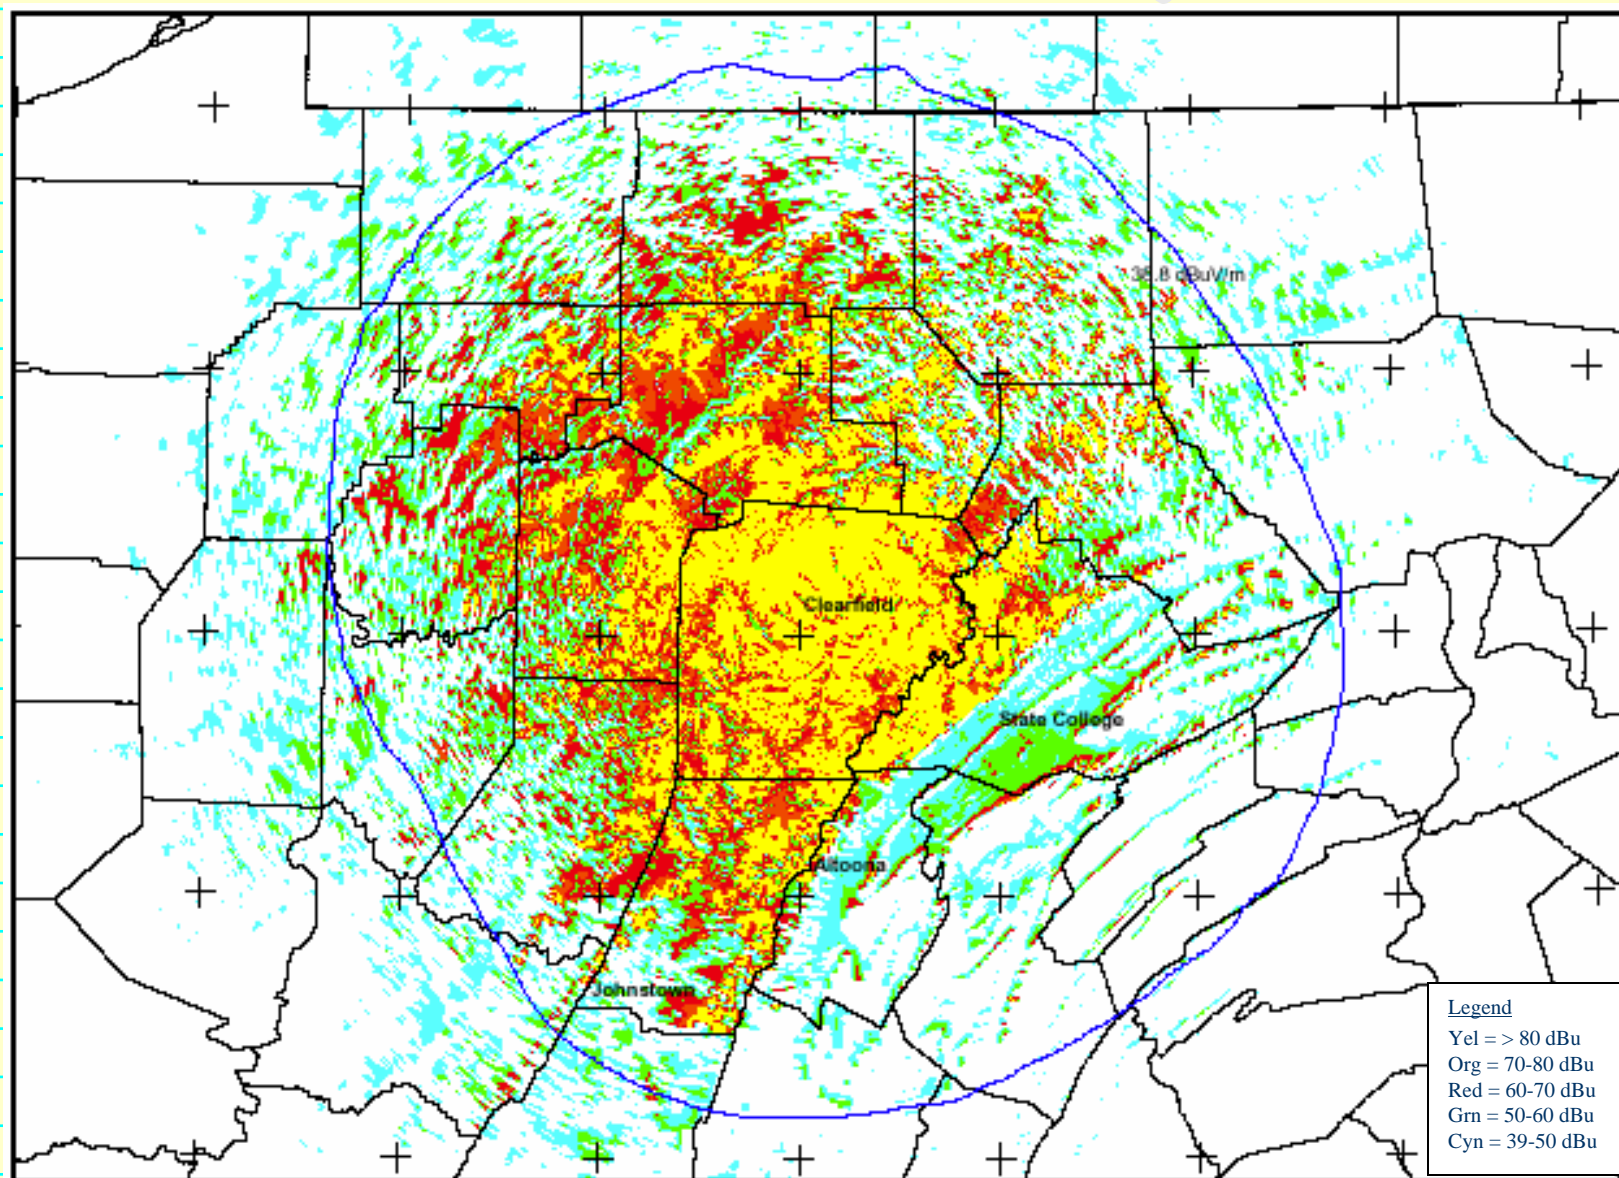 38.8 dBuV/m
Clearfield
State College
Altoona
Johnstown
Legend
Yel = > 80 dBu
Org = 70-80 dBu
Red = 60-70 dBu
Grn = 50-60 dBu
Cyn = 39-50 dBu